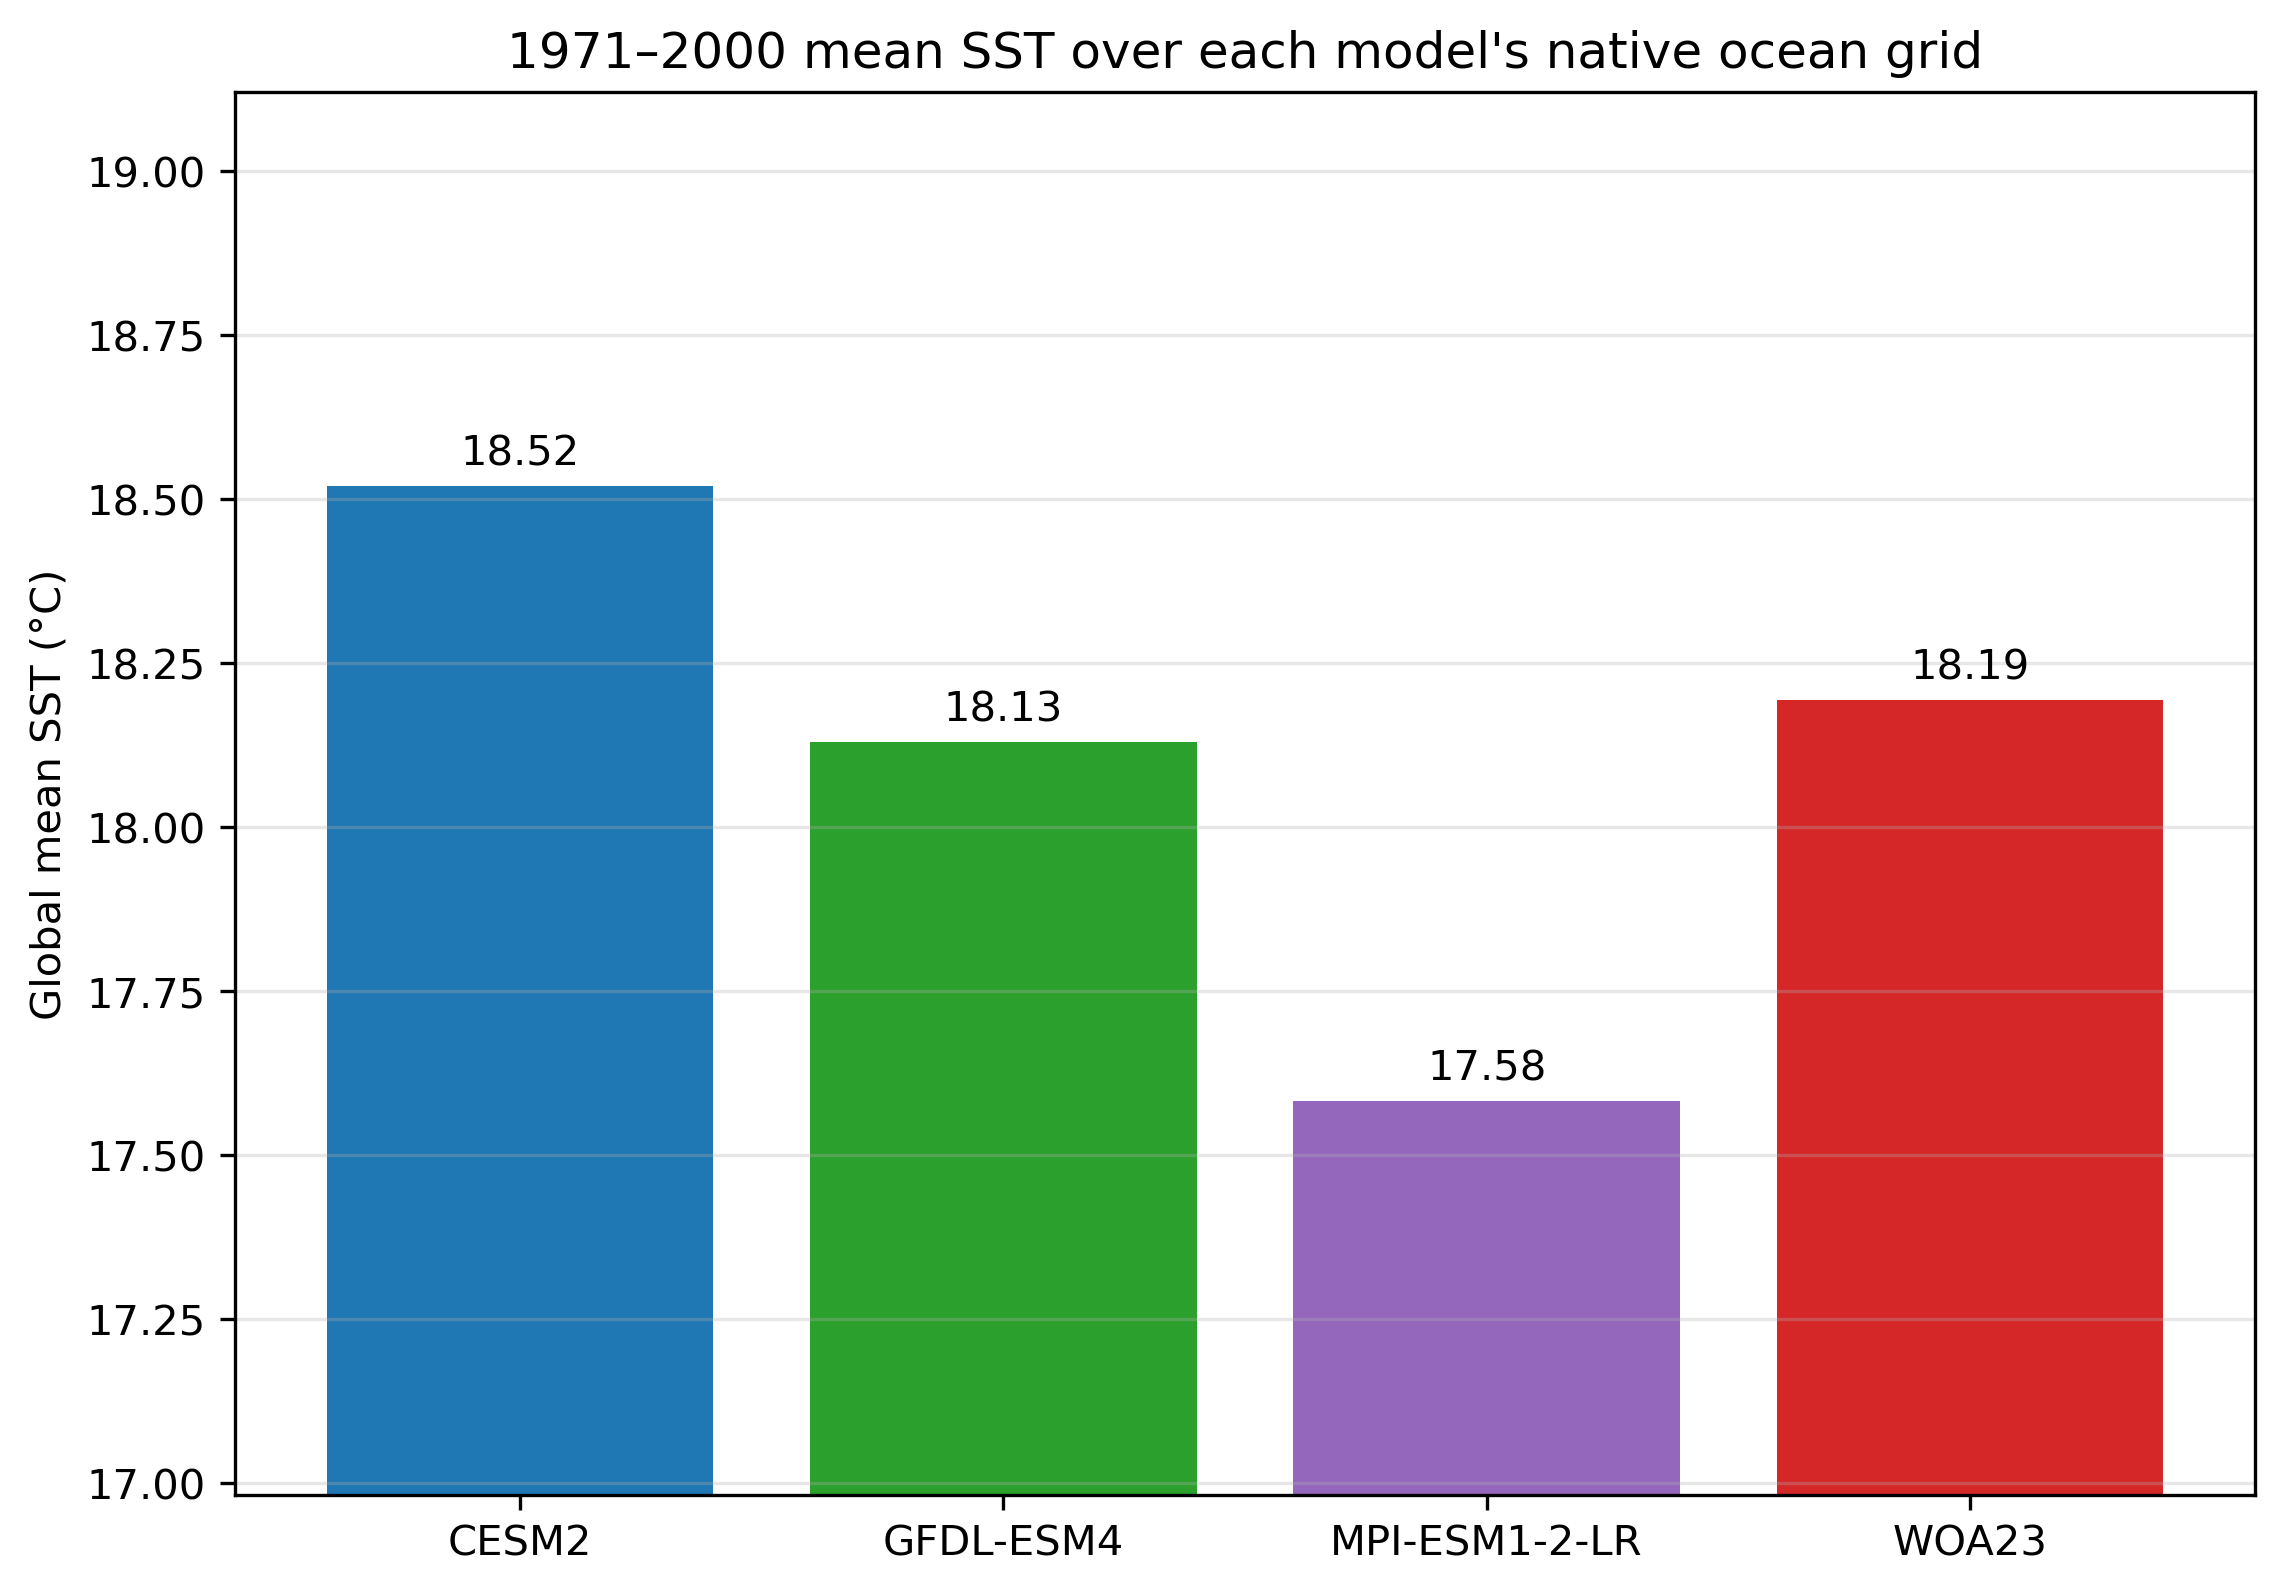 1971–2000 mean SST over each model's native ocean grid
Global mean SST (°C)
19.00
18.75
18.50
18.25
18.00
17.75
17.50
17.25
17.00
18.52
18.13
17.58
18.19
CESM2
GFDL-ESM4
MPI-ESM1-2-LR
WOA23